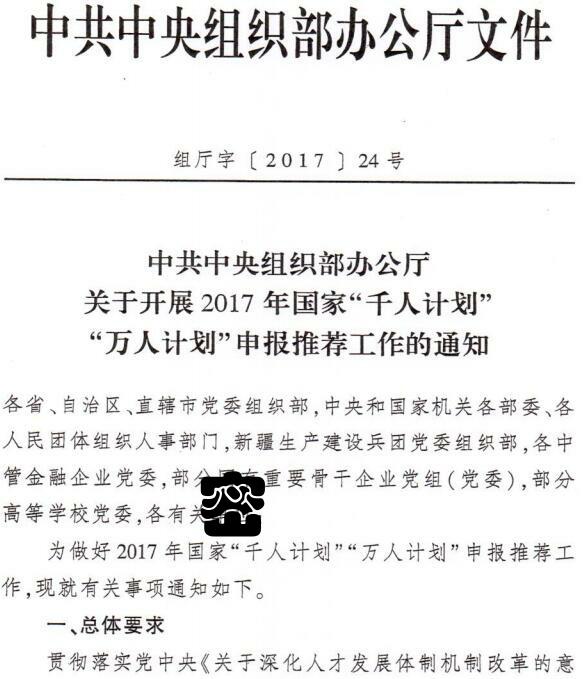 中共中央组织部办公厅文件
组厅字〔2017〕24号
中共中央组织部办公厅
关于开展 2017 年国家“千人计划”
“万人计划”申报推荐工作的通知
各省、自治区、直辖市党委组织部，中央和国家机关各部委、各
人民团体组织人事部门，新疆生产建设兵团党委组织部，各中
管金融企业党委，部分 重要骨干企业党组(党委)，部分
高等学校党委，各有关
为做好 2017 年国家“千人计划”“万人计划”申报推荐工
作，现就有关事项通知如下。
一、总体要求
贯彻落实党中央《关于深化人才发展体制机制改革的意